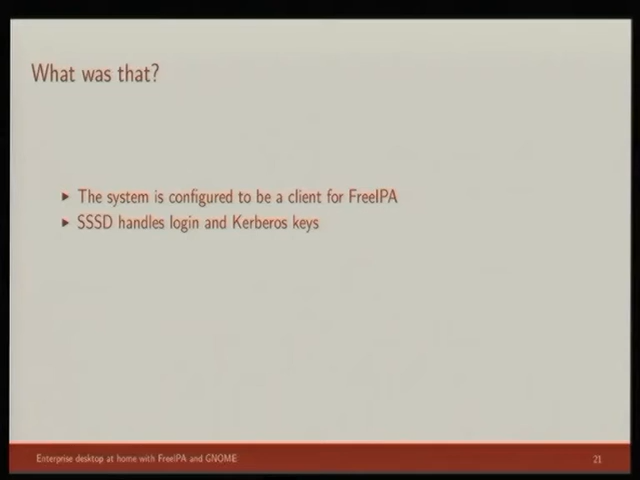 What was that?
The system is configured to be a client for FreeIPA
SSSD handles login and Kerberos keys
Enterprise desktop at home with FreeIPA and GNOME
21